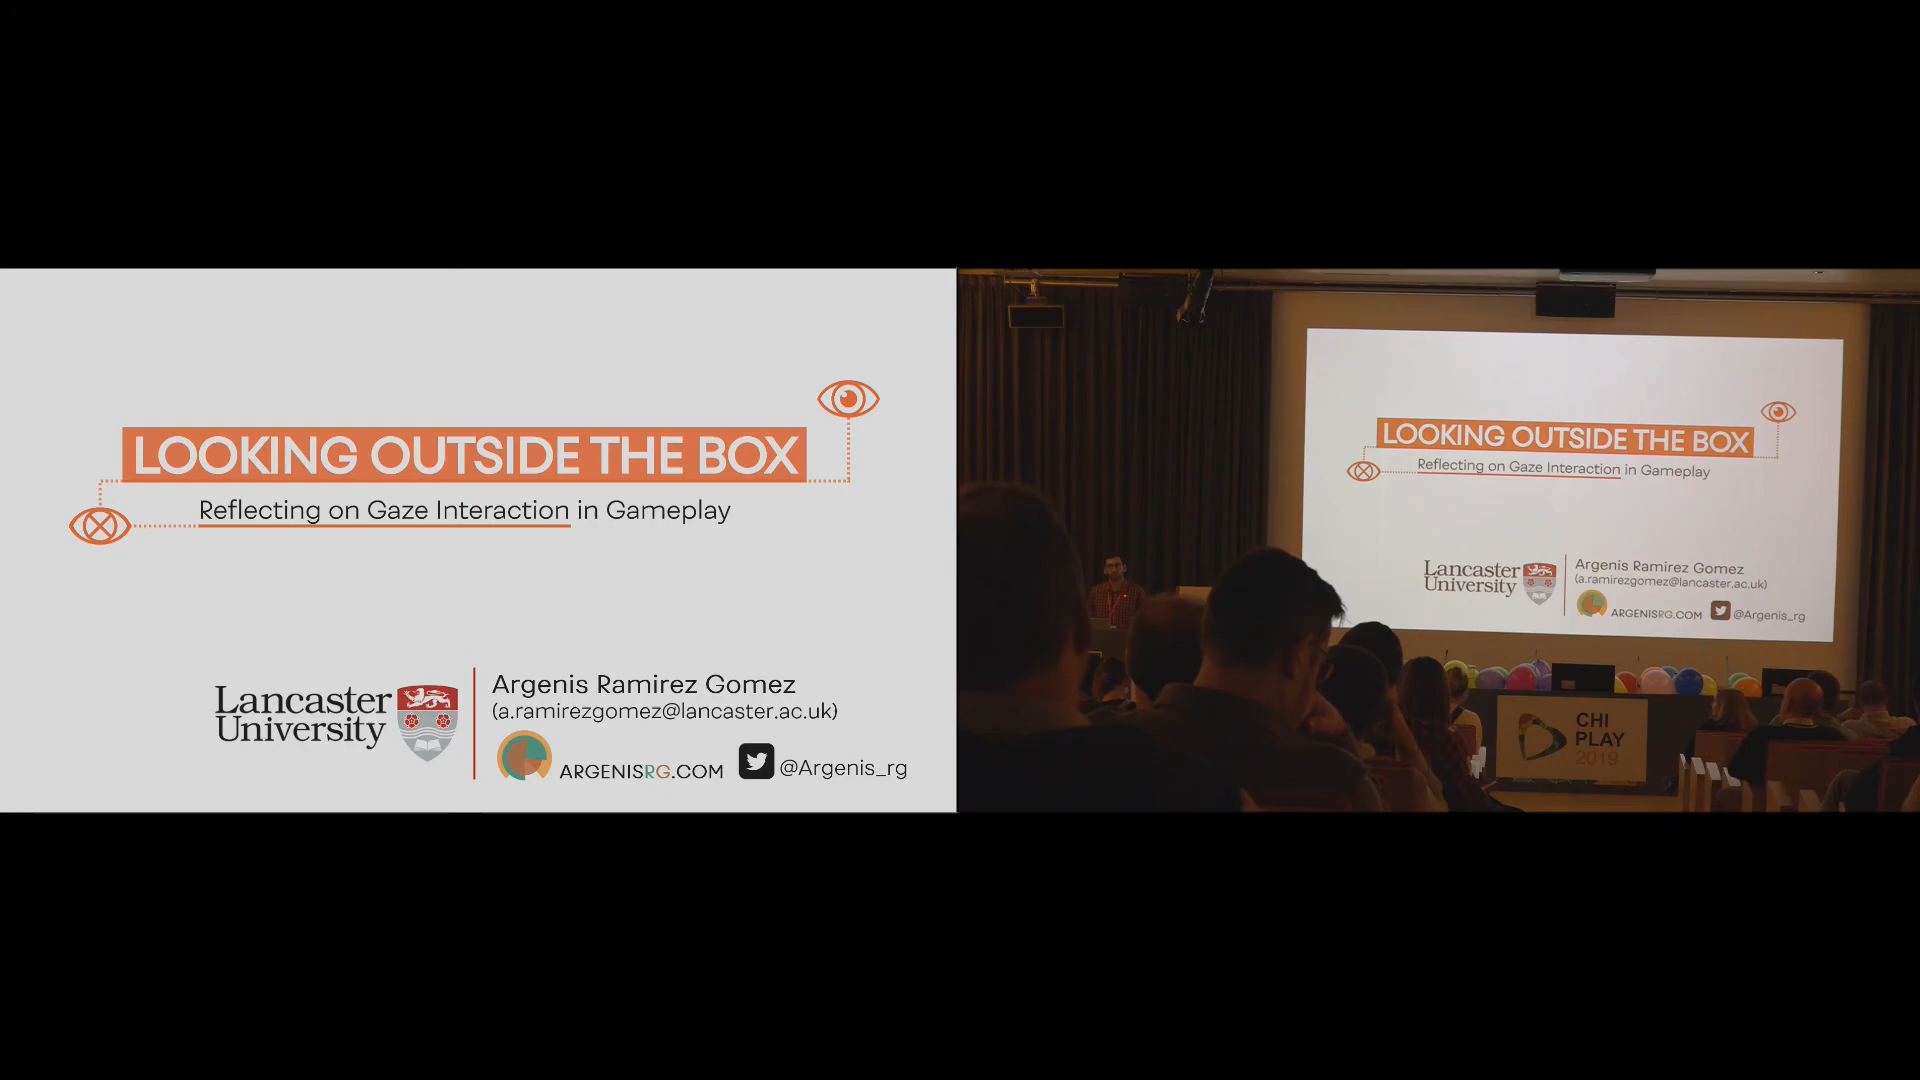 LOOKING OUTSIDE THE BOX
Reflecting on Gaze Interaction in Gameplay
Lancaster
University
Argenis Ramirez Gomez
(a.ramirezgomez@lancaster.ac.uk)
ARGENISRG.COM
@Argenis_rg
LOOKING OUTSIDE THE BOX
Reflecting on Gaze Interaction in Gameplay
Lancaster
University
Argenis Ramirez Gomez
(a.ramirezgomez@lancaster.ac.uk)
ARGENISRG.COM
@Argenis_rg
CHI
PLAY
2019